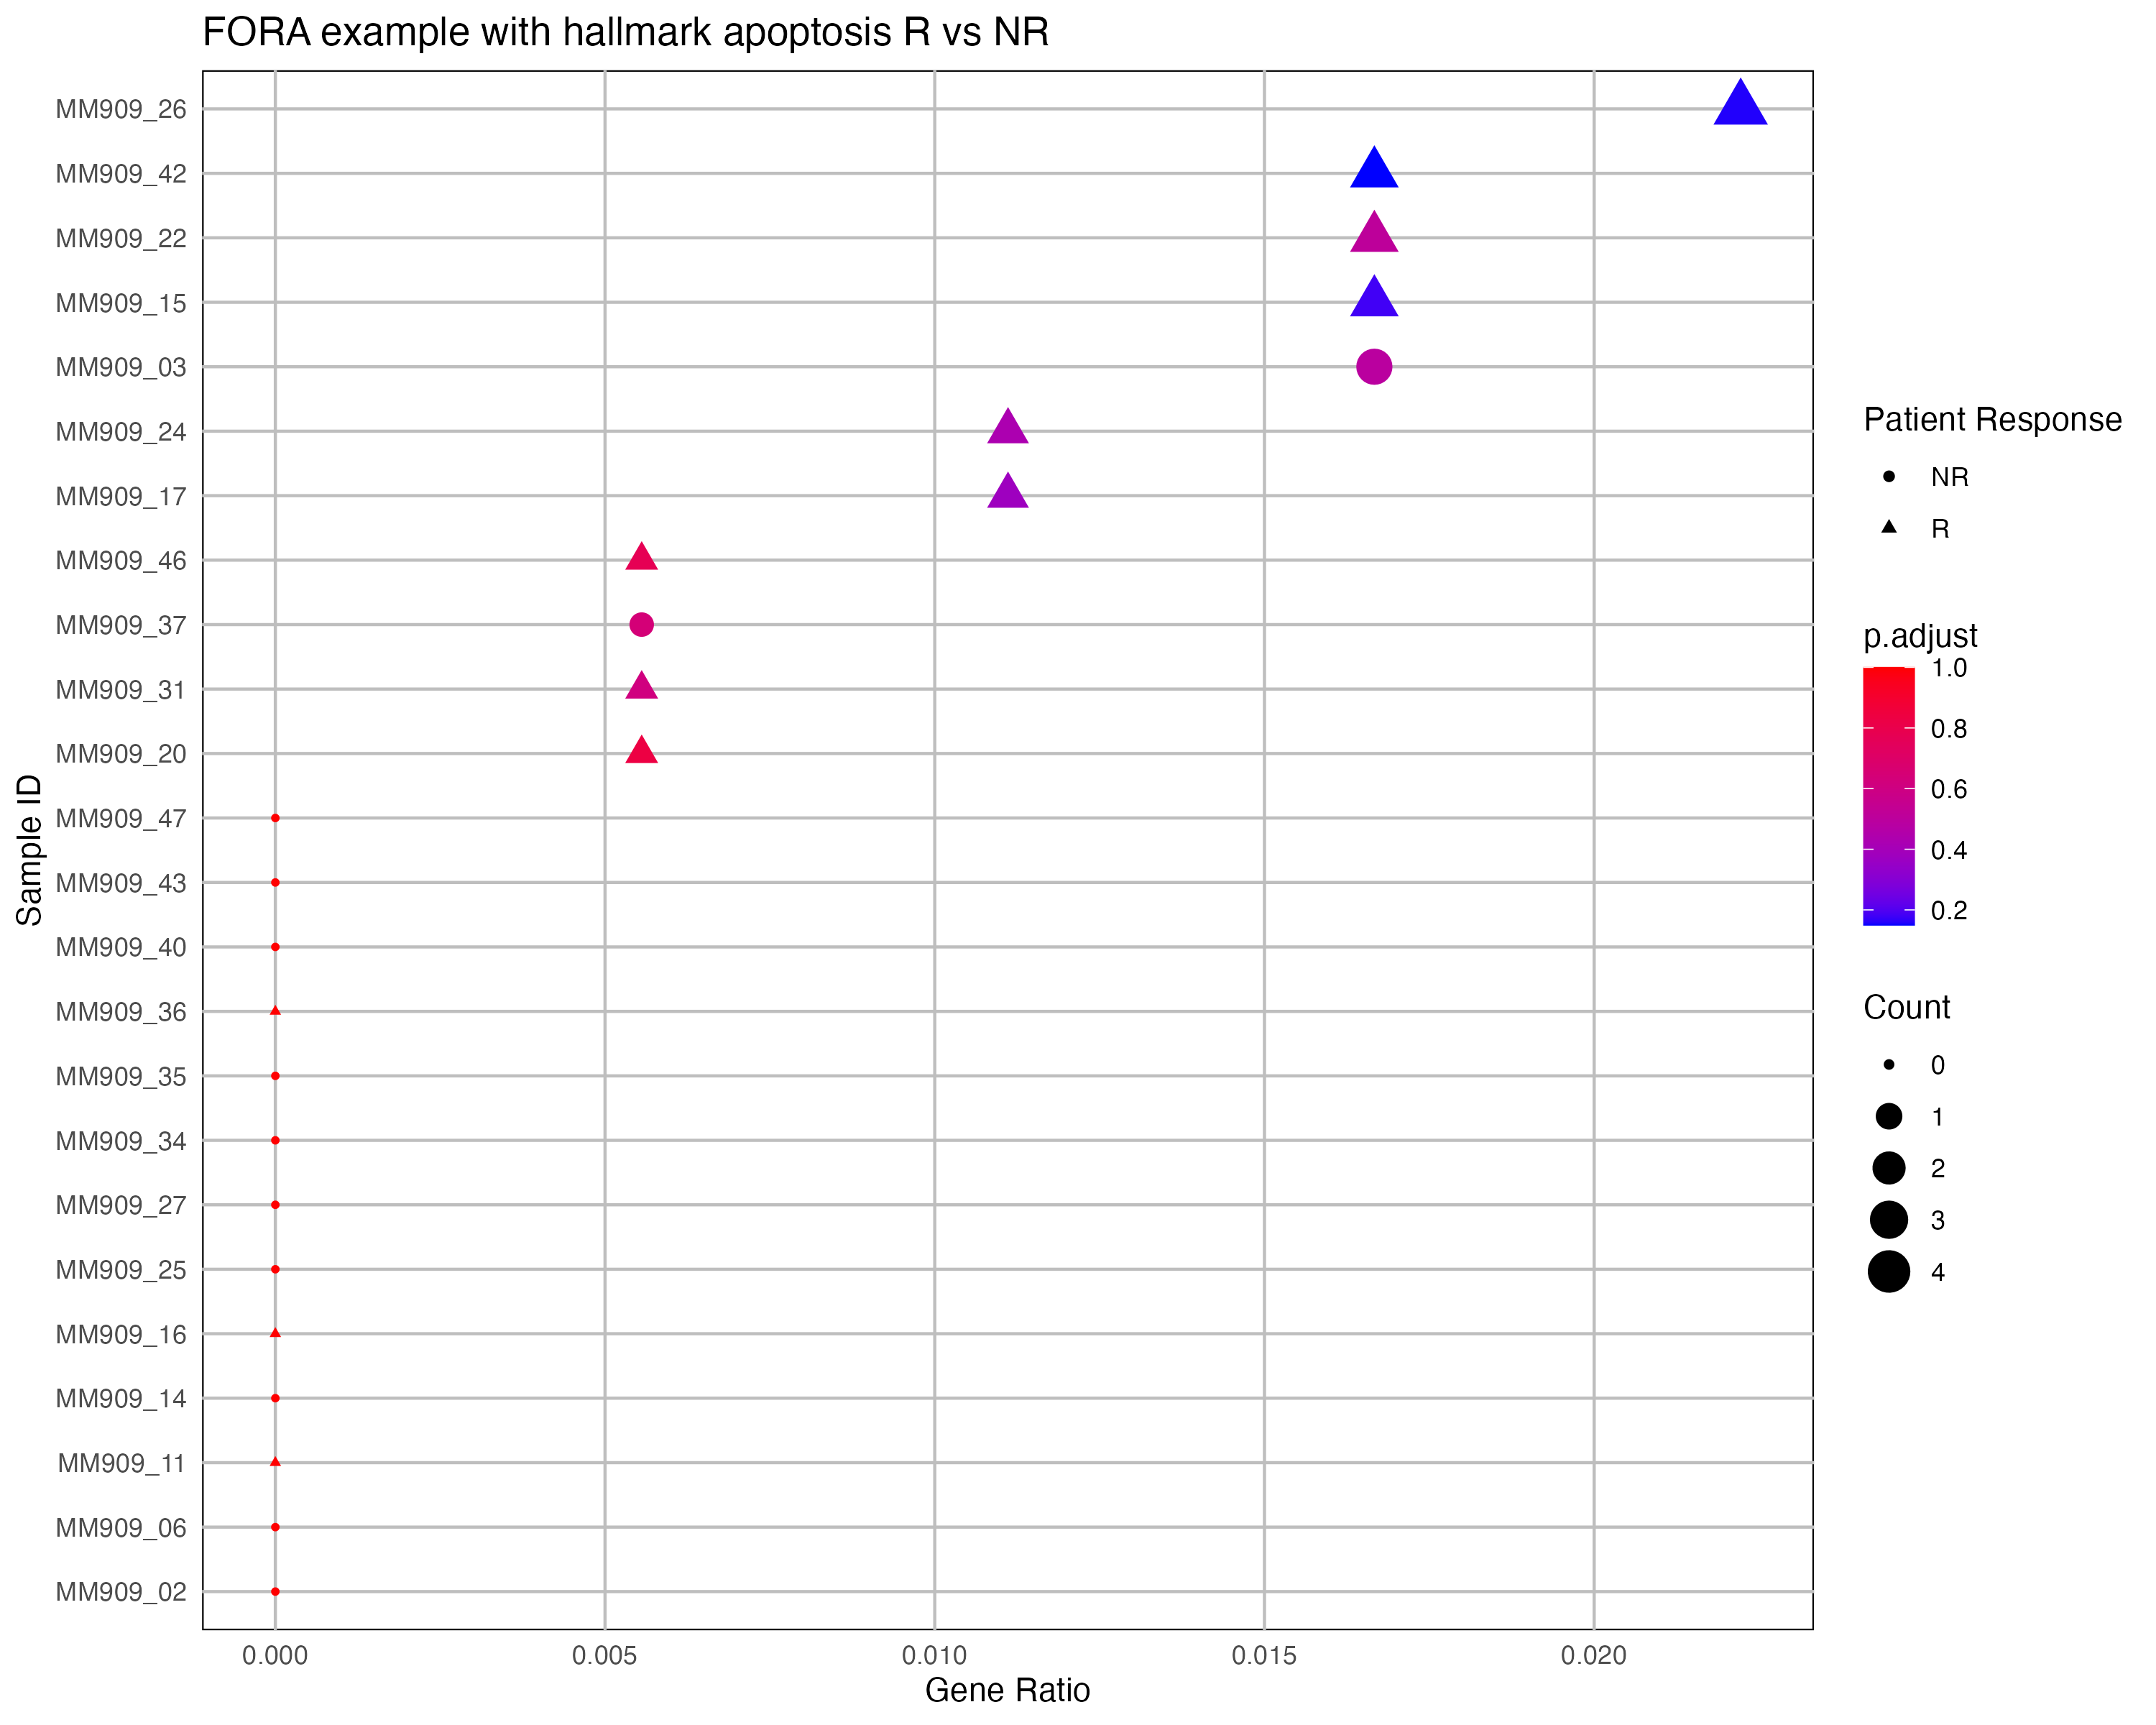 FORA example with hallmark apoptosis R vs NR
Sample ID
MM909_26
MM909_42
MM909_22
MM909_15
MM909_03
MM909_24
MM909_17
MM909_46
MM909_37
MM909_31
MM909_20
MM909_47
MM909_43
MM909_40
MM909_36
MM909_35
MM909_34
MM909_27
MM909_25
MM909_16
MM909_14
MM909_11
MM909_06
MM909_02
0.000 0.005 0.010 0.015 0.020
Gene Ratio
Patient Response
NR
R
p.adjust
1.0
0.8
0.6
0.4
0.2
Count
0
1
2
3
4